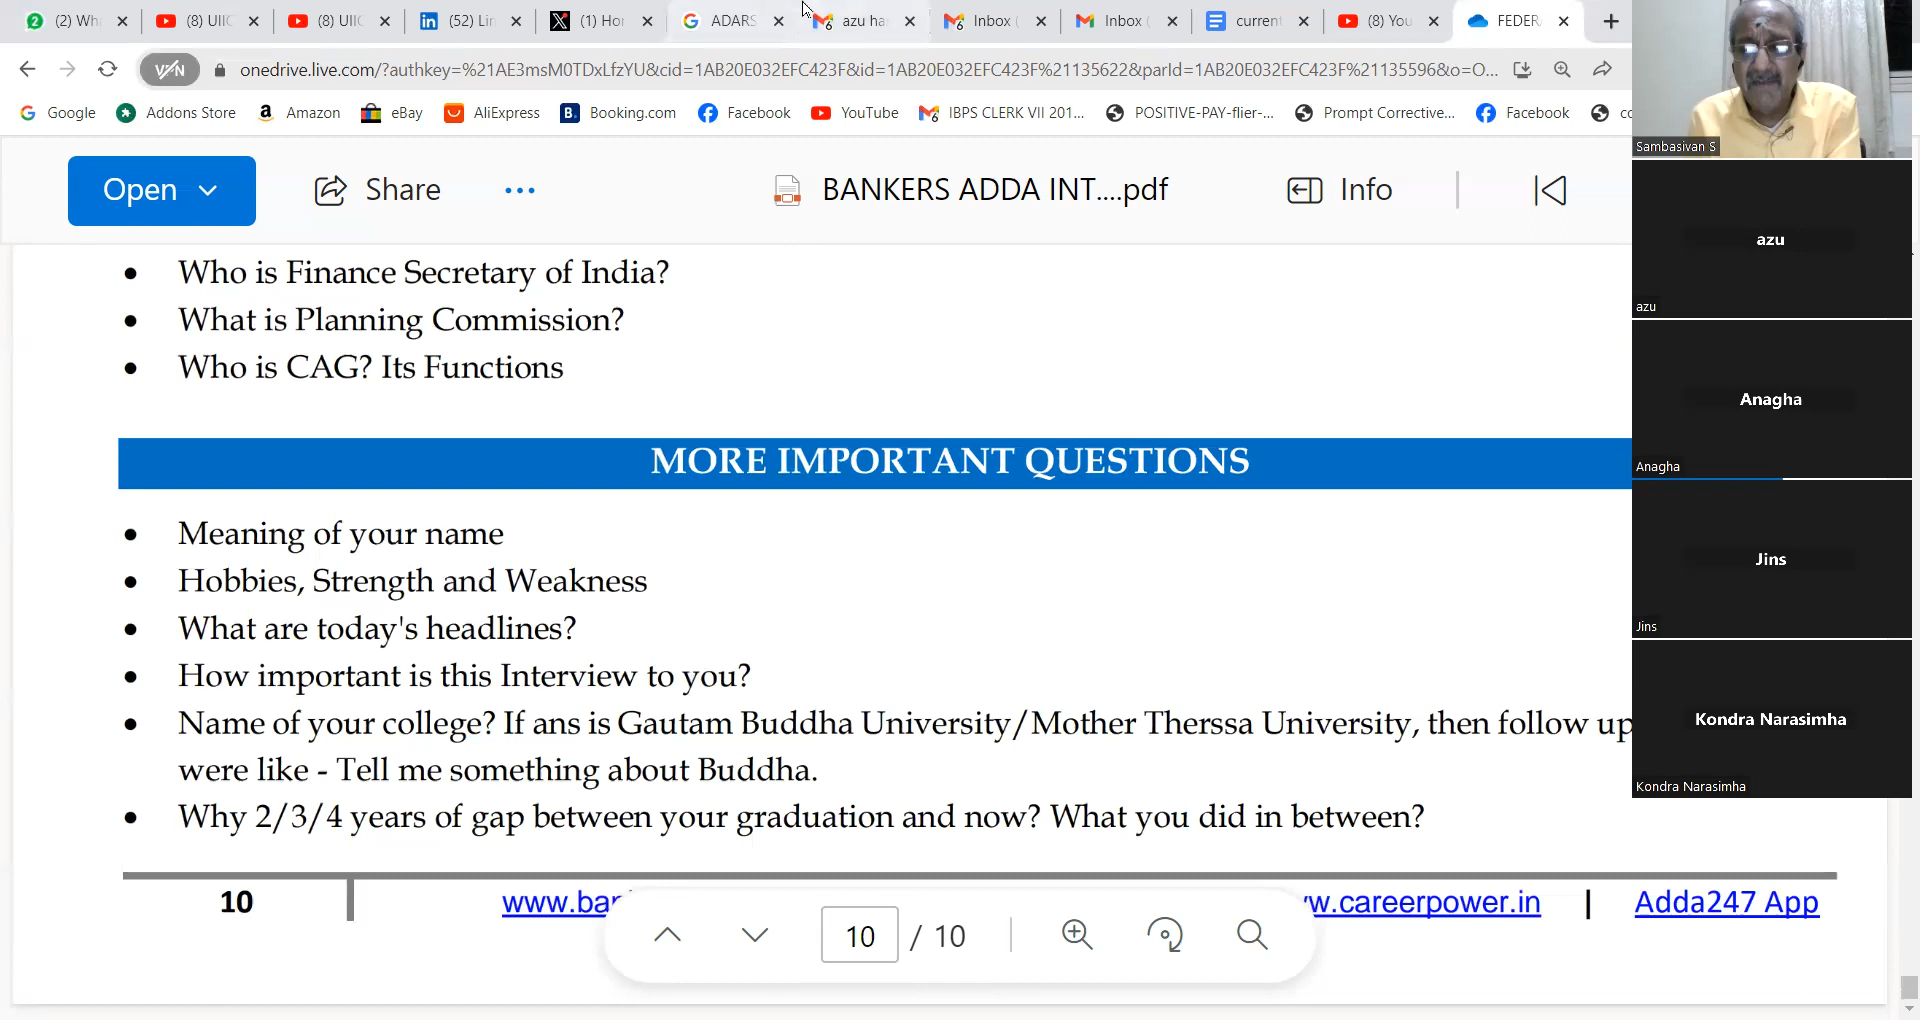 (2) Wh
(8) UIIC
(8) UIIC
(52) Lin
(1) Ho
ADARS
azu ha
Inbox (
Inbox (
current
(8) You
FEDER
VPN
onedrive.live.com/?authkey=%21AE3msM0TDxLfzYU&cid=1AB20E032EFC423F&id=1AB20E032EFC423F%21135622&parId=1AB20E032EFC423F%21135596&o=O...
Google Addons Store Amazon eBay AliExpress Booking.com Facebook YouTube IBPS CLERK VII 201... POSITIVE-PAY-flier-... Prompt Corrective... Facebook
Open Share ... BANKERS ADDA INT....pdf Info
• Who is Finance Secretary of India?
• What is Planning Commission?
• Who is CAG? Its Functions
MORE IMPORTANT QUESTIONS
• Meaning of your name
• Hobbies, Strength and Weakness
• What are today's headlines?
• How important is this Interview to you?
• Name of your college? If ans is Gautam Buddha University/Mother Therssa University, then follow up
were like - Tell me something about Buddha.
• Why 2/3/4 years of gap between your graduation and now? What you did in between?
10 | www.ban w.careerpower.in | Adda247 App
10 / 10
Sambasivan S
azu
azu
Anagha
Anagha
Jins
Jins
Kondra Narasimha
Kondra Narasimha